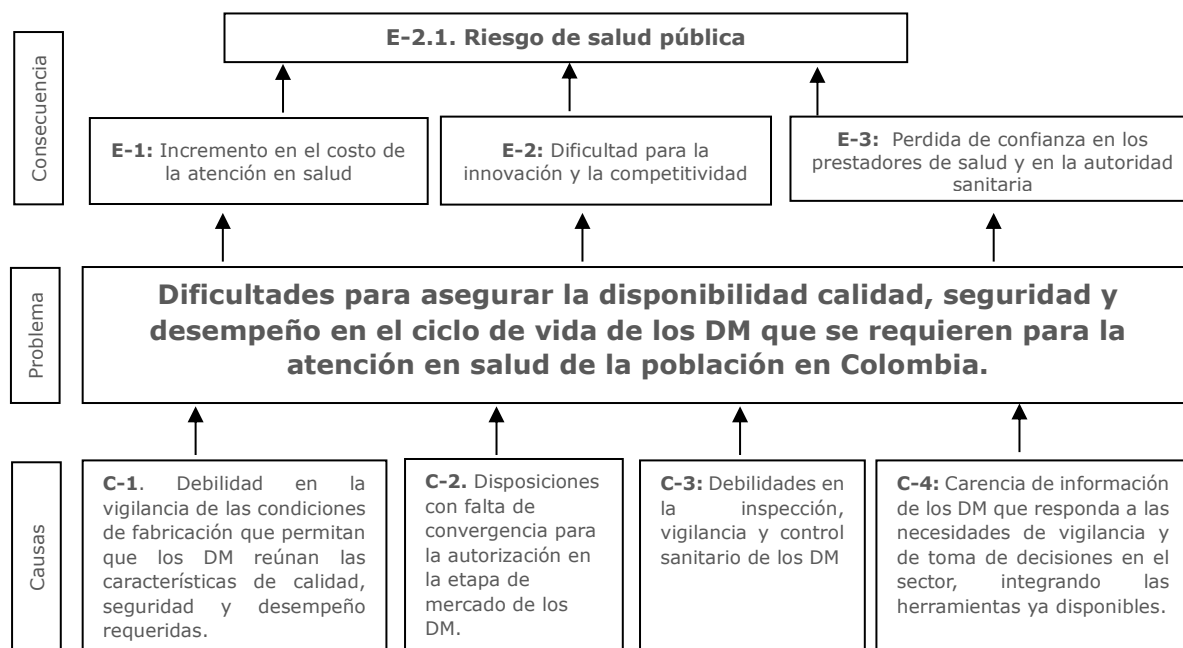 Consecuencia
E-2.1. Riesgo de salud pública
E-1: Incremento en el costo de
la atención en salud
E-2: Dificultad para la
innovación y la competitividad
E-3: Perdida de confianza en los
prestadores de salud y en la autoridad
sanitaria
Problema
Dificultades para asegurar la disponibilidad calidad, seguridad y
desempeño en el ciclo de vida de los DM que se requieren para la
atención en salud de la población en Colombia.
Causas
C-1. Debilidad en la
vigilancia de las condiciones
de fabricación que permitan
que los DM reúnan las
características de calidad,
seguridad y desempeño
requeridas.
C-2. Disposiciones
con falta de
convergencia para
la autorización en
la etapa de
mercado de los
DM.
C-3: Debilidades en
la inspección,
vigilancia y control
sanitario de los DM
C-4: Carencia de información
de los DM que responda a las
necesidades de vigilancia y
de toma de decisiones en el
sector, integrando las
herramientas ya disponibles.